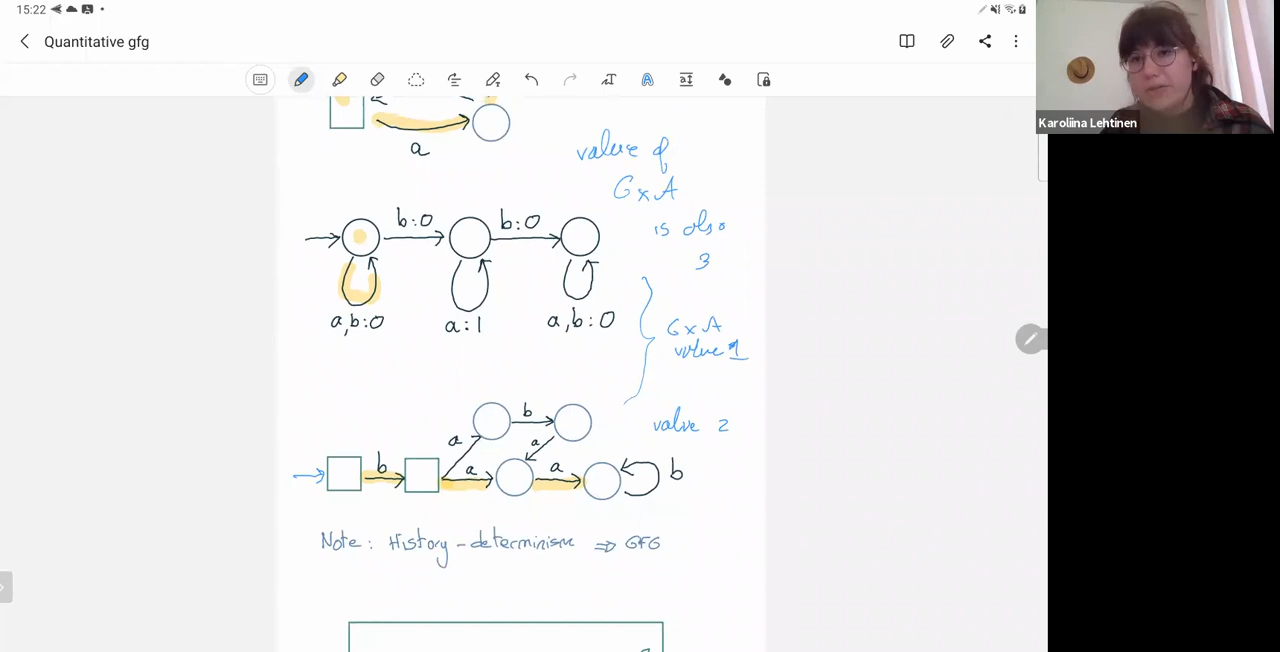 15:22
Quantitative gfg
Karoliina Lehtinen
a
value of
G x A
is also
3
b:0 b:0
a,b:0 a:1 a,b:0
G x A
value 1
b
a a
value 2
b a a b
Note: History-determinism ⇒ GFG